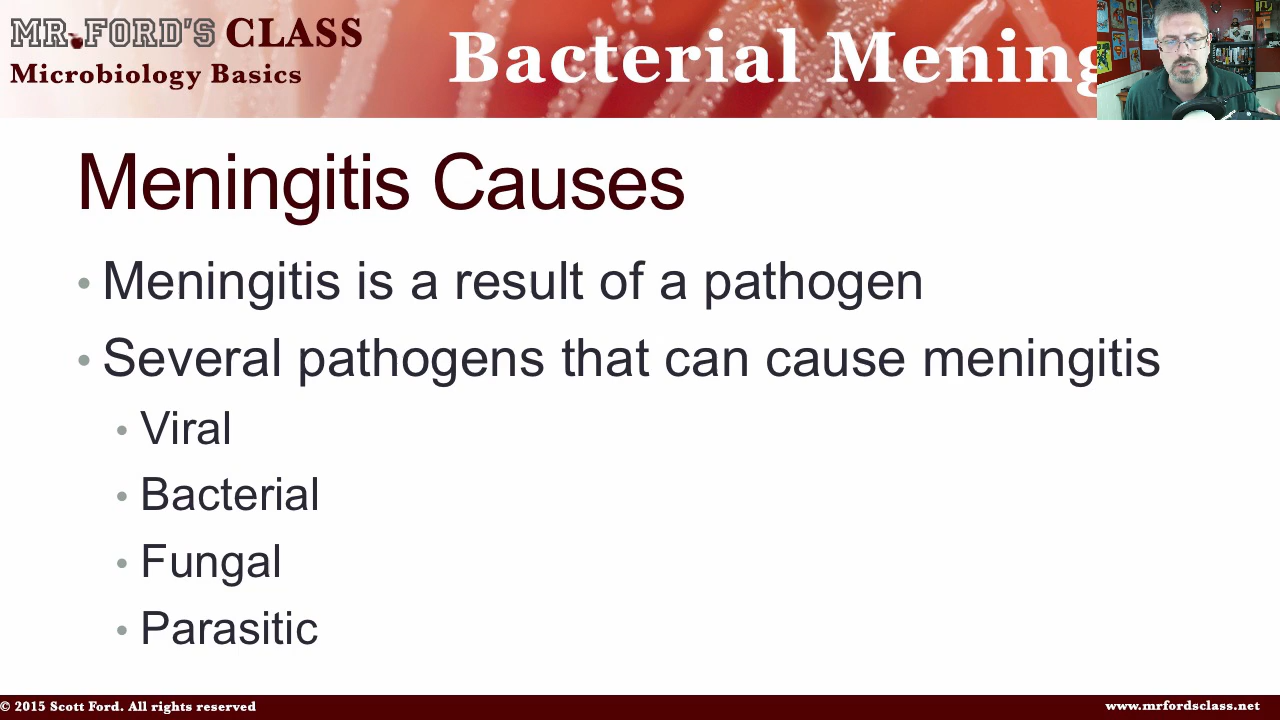 MR.FORD'S CLASS
Microbiology Basics
Bacterial Mening
Meningitis Causes
• Meningitis is a result of a pathogen
• Several pathogens that can cause meningitis
• Viral
• Bacterial
• Fungal
• Parasitic
© 2015 Scott Ford. All rights reserved
www.mrfordsclass.net